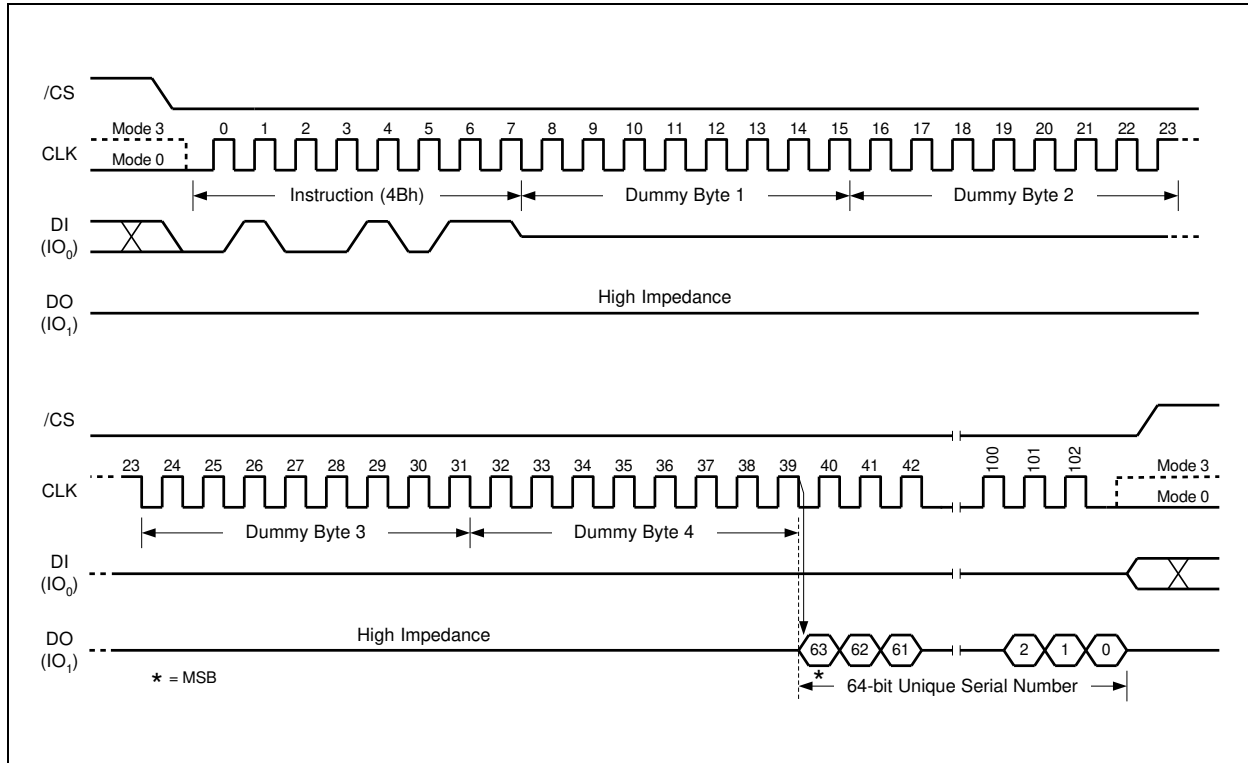 /CS
Mode 3
0 1 2 3 4 5 6 7 8 9 10 11 12 13 14 15 16 17 18 19 20 21 22 23
CLK
Mode 0
Instruction (4Bh) Dummy Byte 1 Dummy Byte 2
DI
(IO0)
High Impedance
DO
(IO1)
/CS
23 24 25 26 27 28 29 30 31 32 33 34 35 36 37 38 39 40 41 42 100 101 102
Mode 3
CLK
Mode 0
Dummy Byte 3 Dummy Byte 4
DI
(IO0)
DO
(IO1)
High Impedance
63 62 61 2 1 0
* = MSB
*
64-bit Unique Serial Number